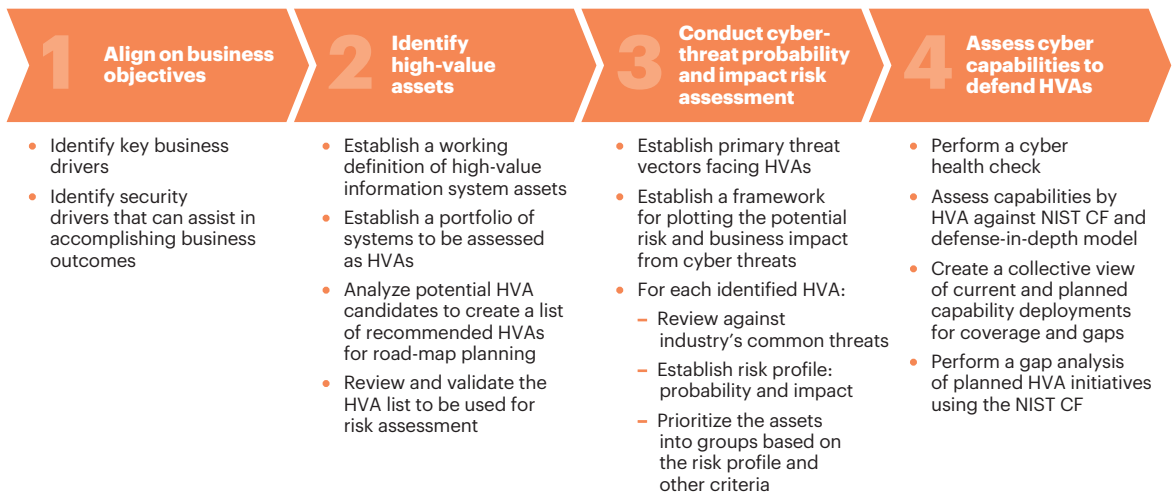 1
Align on business
objectives
• Identify key business
drivers
• Identify security
drivers that can assist in
accomplishing business
outcomes
2
Identify
high-value
assets
• Establish a working
definition of high-value
information system assets
• Establish a portfolio of
systems to be assessed
as HVAs
• Analyze potential HVA
candidates to create a list
of recommended HVAs
for road-map planning
• Review and validate the
HVA list to be used for
risk assessment
3
Conduct cyber-
threat probability
and impact risk
assessment
• Establish primary threat
vectors facing HVAs
• Establish a framework
for plotting the potential
risk and business impact
from cyber threats
• For each identified HVA:
– Review against
industry’s common threats
– Establish risk profile:
probability and impact
– Prioritize the assets
into groups based on
the risk profile and
other criteria
4
Assess cyber
capabilities to
defend HVAs
• Perform a cyber
health check
• Assess capabilities by
HVA against NIST CF and
defense-in-depth model
• Create a collective view
of current and planned
capability deployments
for coverage and gaps
• Perform a gap analysis
of planned HVA initiatives
using the NIST CF